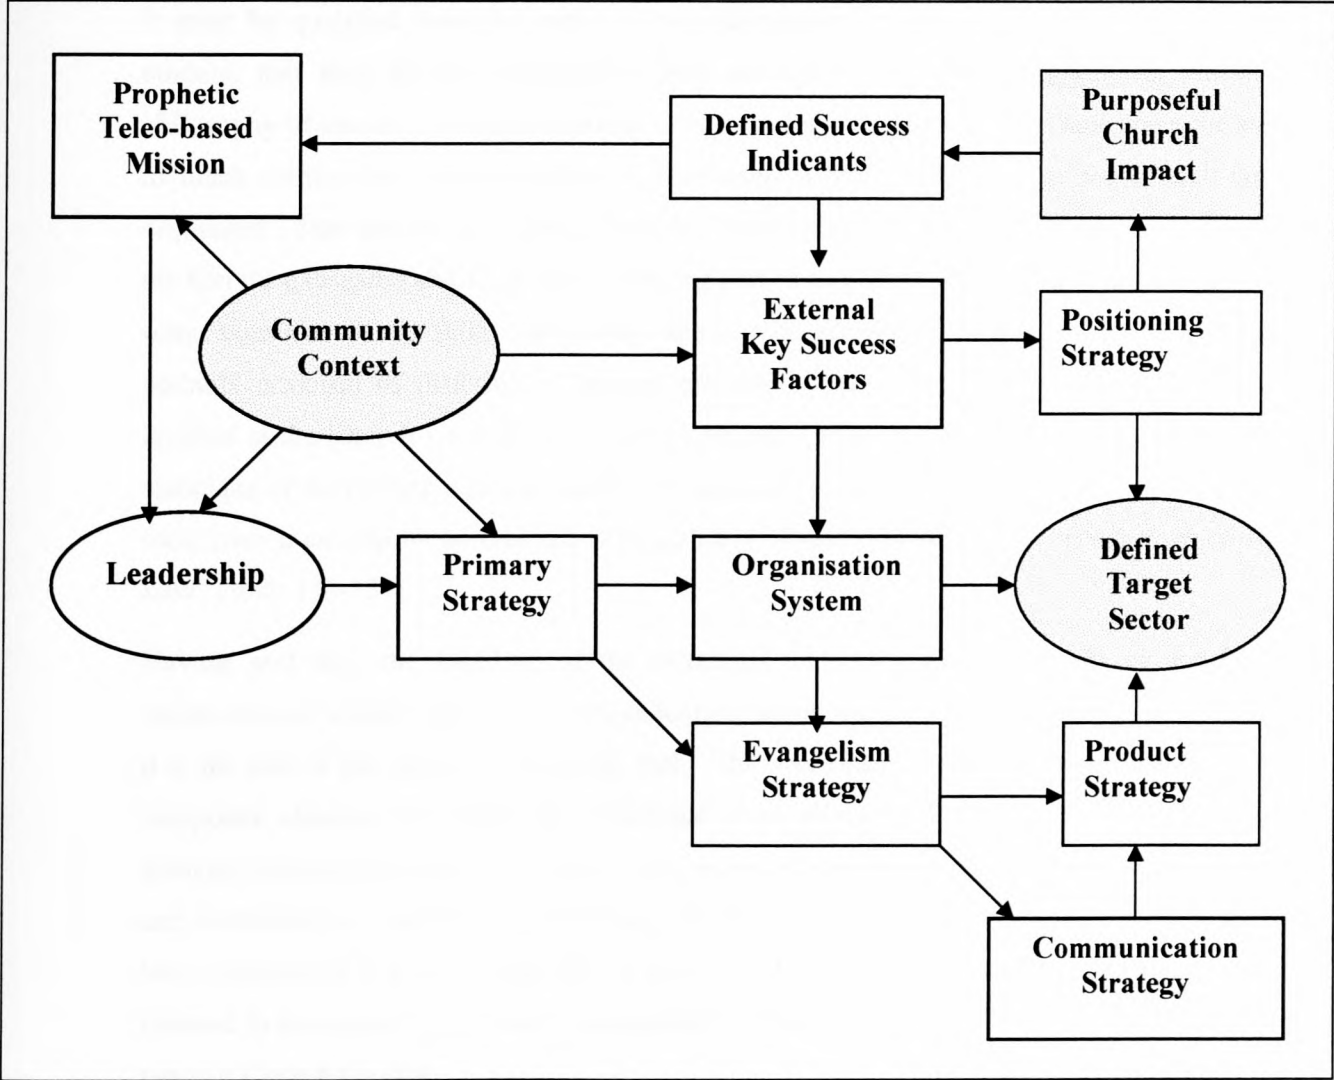 Prophetic
Teleo-based
Mission
Defined Success
Indicants
Purposeful
Church
Impact
Community
Context
External
Key Success
Factors
Positioning
Strategy
Leadership
Primary
Strategy
Organisation
System
Defined
Target
Sector
Evangelism
Strategy
Product
Strategy
Communication
Strategy